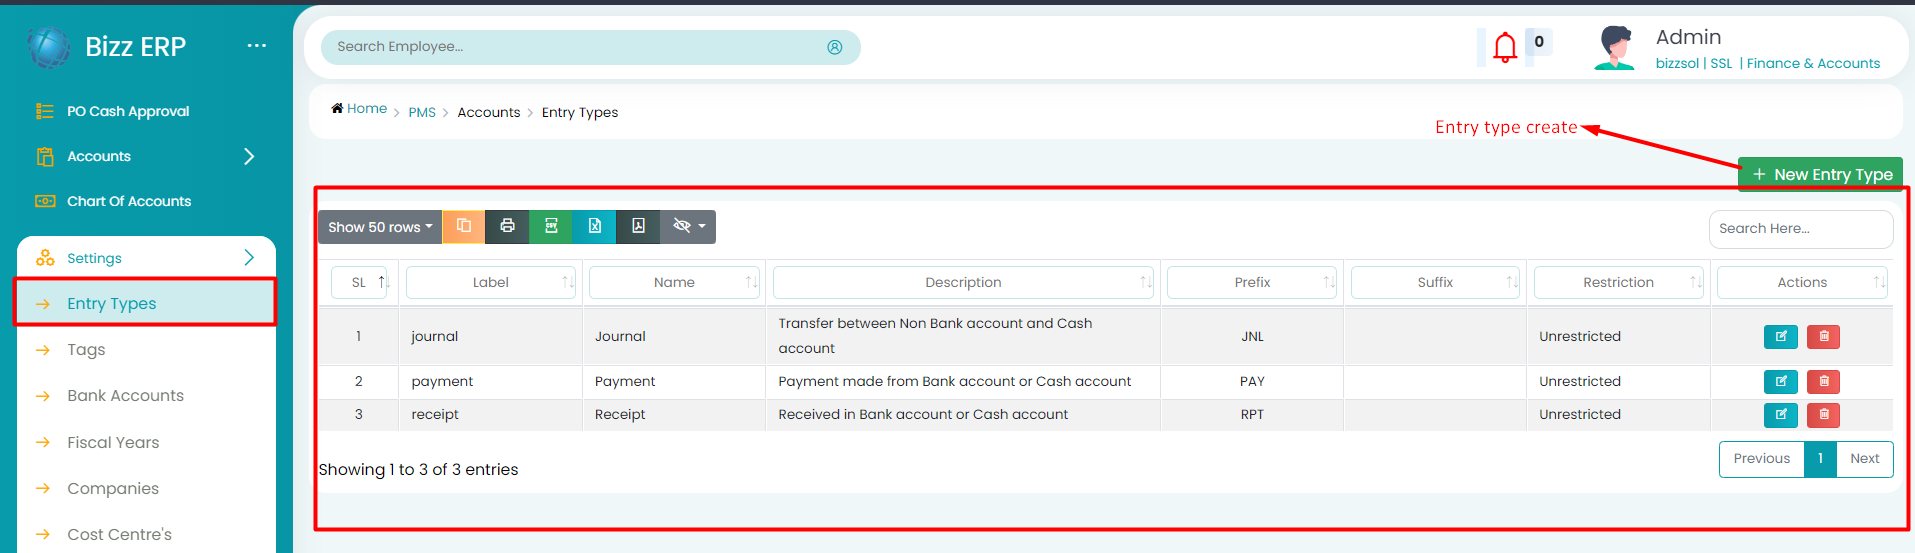 Bizz ERP ...
Search Employee...
0
Admin
bizzsol | SSL | Finance & Accounts
PO Cash Approval
Accounts
Chart Of Accounts
Settings
Entry Types
Tags
Bank Accounts
Fiscal Years
Companies
Cost Centre's
Home > PMS > Accounts > Entry Types
Entry type create
+ New Entry Type
Show 50 rows
CSV
Search Here...
SL Label Name Description Prefix Suffix Restriction Actions
1 journal Journal Transfer between Non Bank account and Cash account JNL Unrestricted
2 payment Payment Payment made from Bank account or Cash account PAY Unrestricted
3 receipt Receipt Received in Bank account or Cash account RPT Unrestricted
Showing 1 to 3 of 3 entries
Previous 1 Next